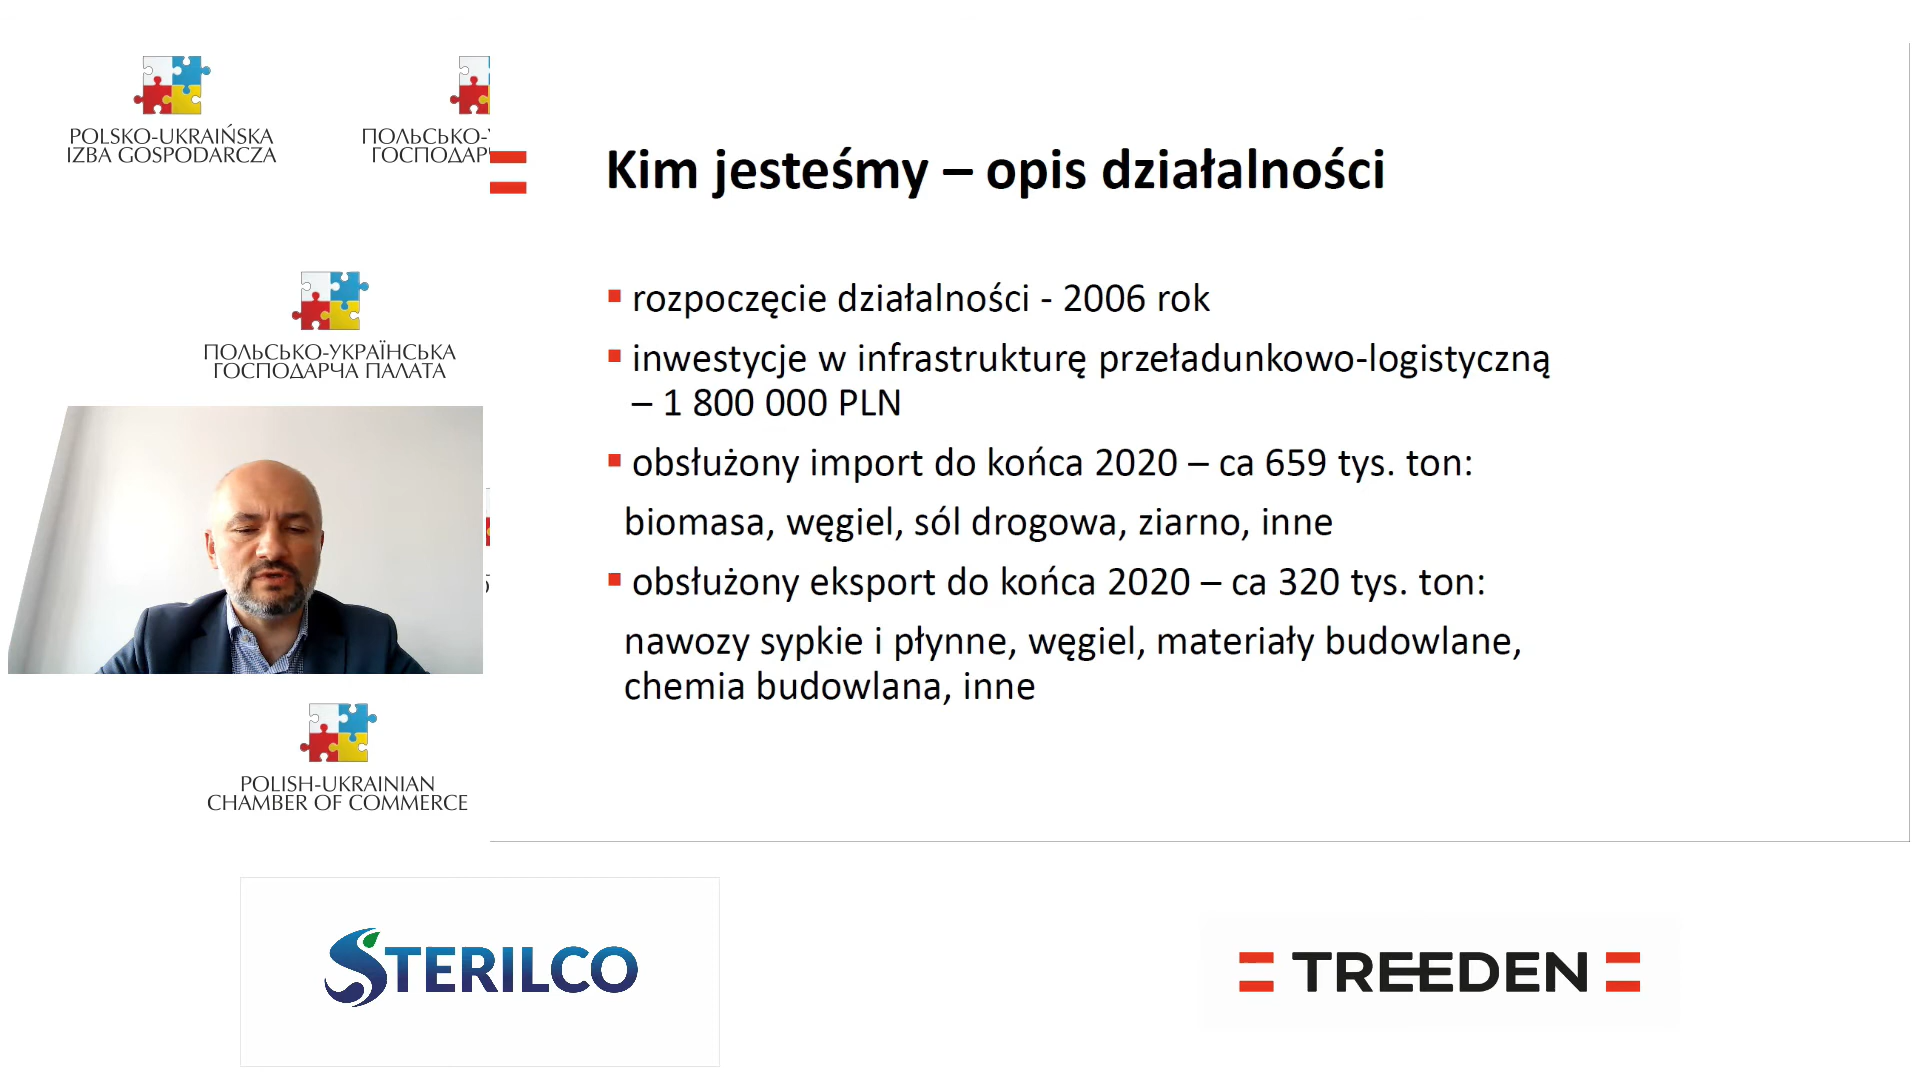 POLSKO-UKRAIŃSKA
IZBA GOSPODARCZA
ПОЛЬСЬКО-
ГОСПОДАР
ПОЛЬСЬКО-УКРАЇНСЬКА
ГОСПОДАРЧА ПАЛАТА
POLISH-UKRAINIAN
CHAMBER OF COMMERCE
Kim jesteśmy – opis działalności
▪ rozpoczęcie działalności - 2006 rok
▪ inwestycje w infrastrukturę przeładunkowo-logistyczną
– 1 800 000 PLN
▪ obsłużony import do końca 2020 – ca 659 tys. ton:
biomasa, węgiel, sól drogowa, ziarno, inne
▪ obsłużony eksport do końca 2020 – ca 320 tys. ton:
nawozy sypkie i płynne, węgiel, materiały budowlane,
chemia budowlana, inne
STERILCO
TREEDEN